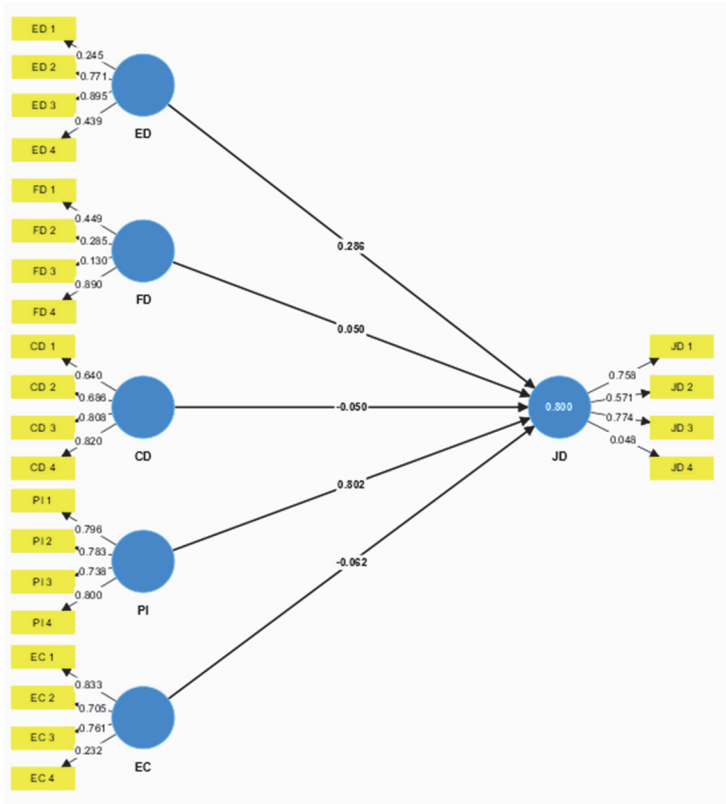 ED 1
0.245
ED 2
0.771
ED 3
0.895
0.439
ED 4
ED
FD 1
0.449
FD 2
0.285
FD 3
0.130
0.890
FD 4
FD
CD 1
0.640
CD 2
0.686
CD 3
0.808
0.820
CD 4
CD
PI 1
0.796
PI 2
0.783
PI 3
0.738
0.800
PI 4
PI
EC 1
0.833
EC 2
0.705
EC 3
0.761
0.232
EC 4
EC
0.286
0.050
-0.050
0.802
-0.062
0.800
JD
JD 1
0.758
JD 2
0.571
0.774
JD 3
0.048
JD 4